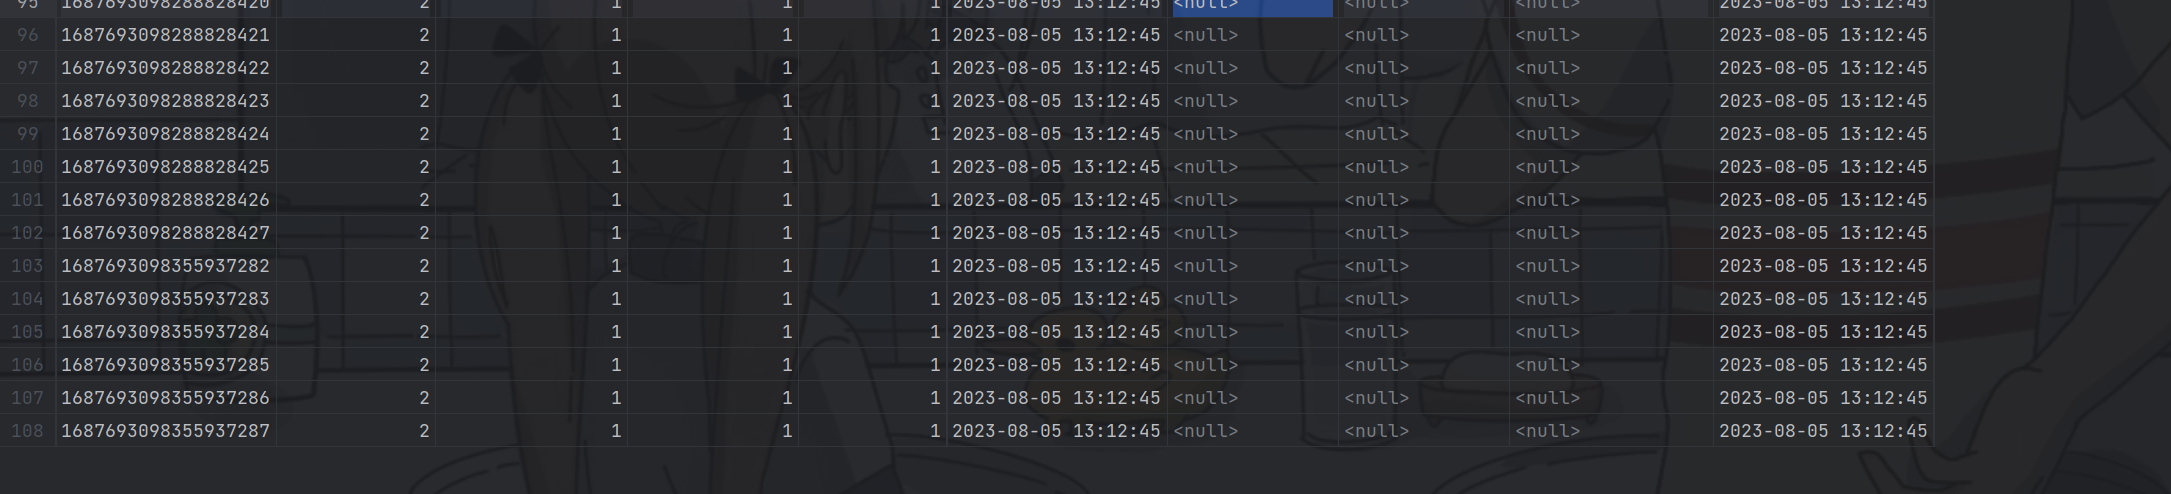 95 1687693098288828420 2 1 1 1 2023-08-05 13:12:45 <null> <null> <null> 2023-08-05 13:12:45
96 1687693098288828421 2 1 1 1 2023-08-05 13:12:45 <null> <null> <null> 2023-08-05 13:12:45
97 1687693098288828422 2 1 1 1 2023-08-05 13:12:45 <null> <null> <null> 2023-08-05 13:12:45
98 1687693098288828423 2 1 1 1 2023-08-05 13:12:45 <null> <null> <null> 2023-08-05 13:12:45
99 1687693098288828424 2 1 1 1 2023-08-05 13:12:45 <null> <null> <null> 2023-08-05 13:12:45
100 1687693098288828425 2 1 1 1 2023-08-05 13:12:45 <null> <null> <null> 2023-08-05 13:12:45
101 1687693098288828426 2 1 1 1 2023-08-05 13:12:45 <null> <null> <null> 2023-08-05 13:12:45
102 1687693098288828427 2 1 1 1 2023-08-05 13:12:45 <null> <null> <null> 2023-08-05 13:12:45
103 1687693098355937282 2 1 1 1 2023-08-05 13:12:45 <null> <null> <null> 2023-08-05 13:12:45
104 1687693098355937283 2 1 1 1 2023-08-05 13:12:45 <null> <null> <null> 2023-08-05 13:12:45
105 1687693098355937284 2 1 1 1 2023-08-05 13:12:45 <null> <null> <null> 2023-08-05 13:12:45
106 1687693098355937285 2 1 1 1 2023-08-05 13:12:45 <null> <null> <null> 2023-08-05 13:12:45
107 1687693098355937286 2 1 1 1 2023-08-05 13:12:45 <null> <null> <null> 2023-08-05 13:12:45
108 1687693098355937287 2 1 1 1 2023-08-05 13:12:45 <null> <null> <null> 2023-08-05 13:12:45